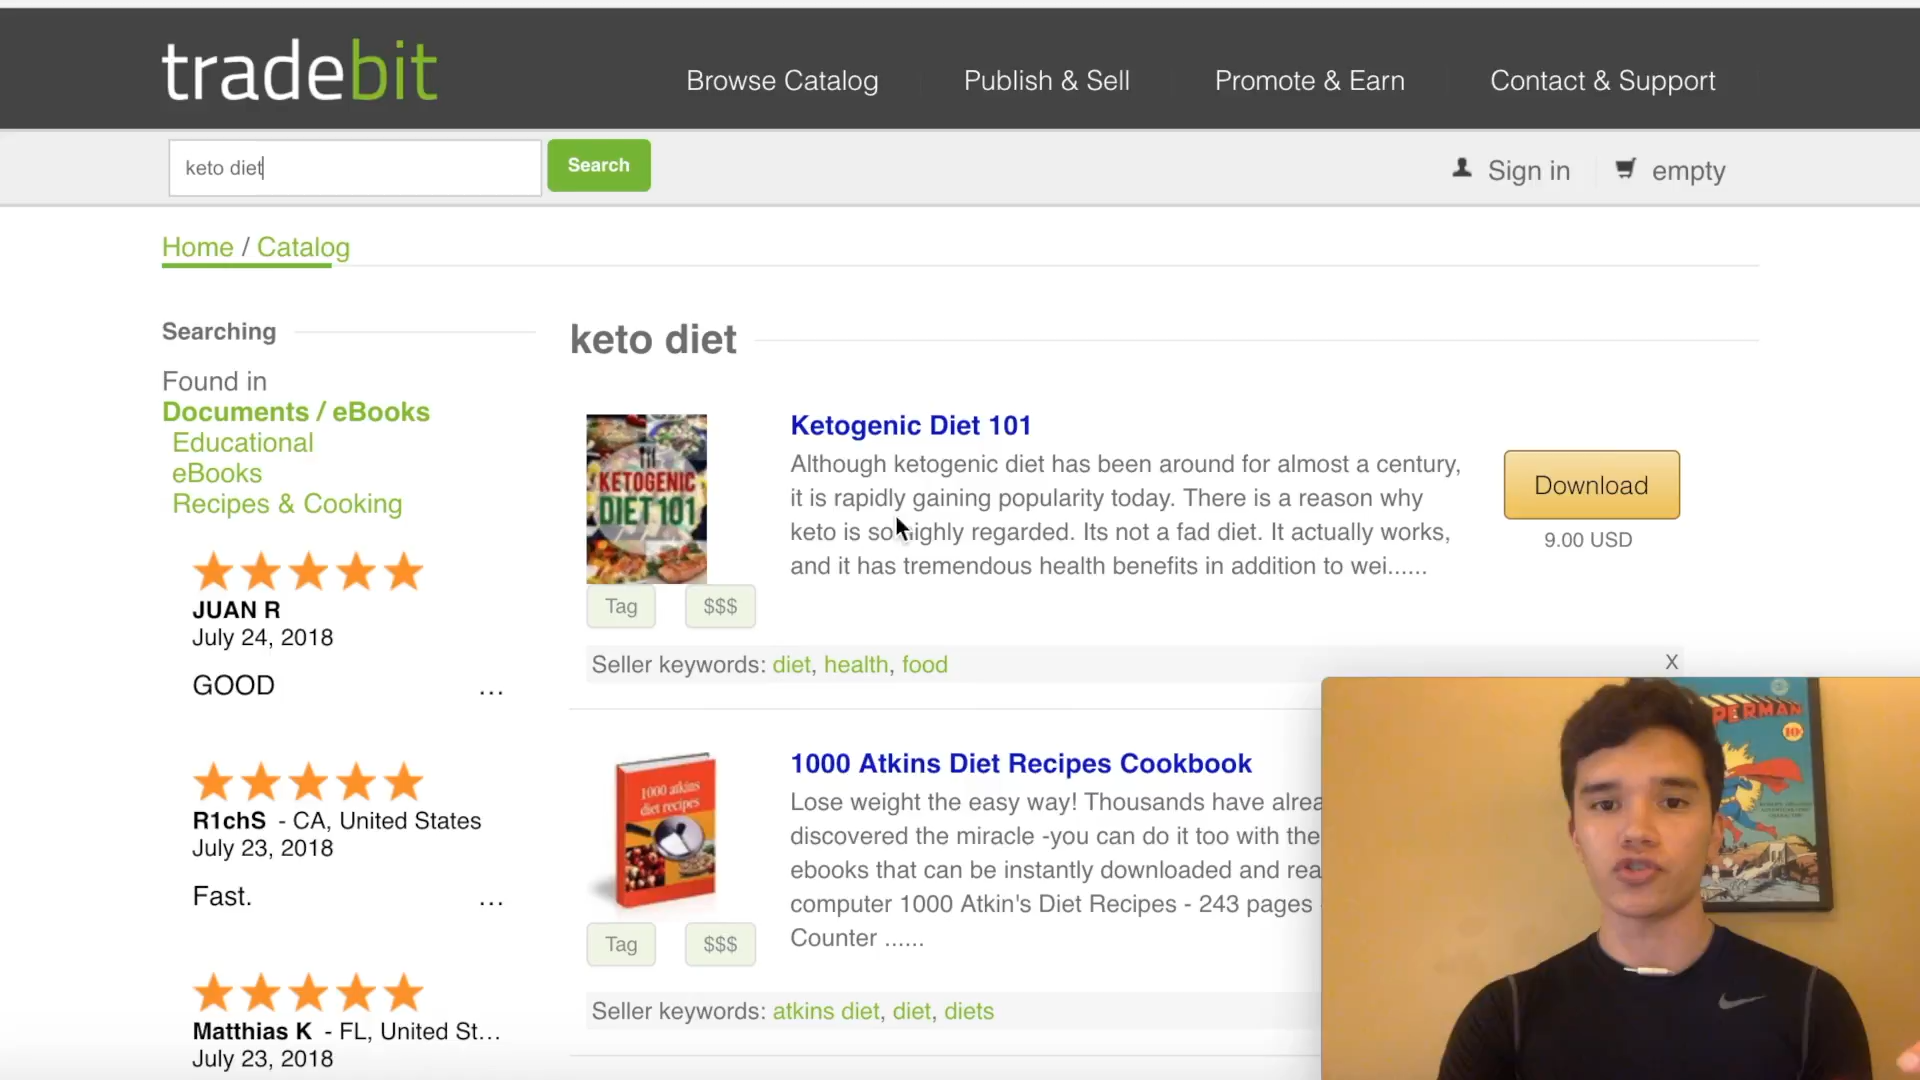 tradebit
Browse Catalog
Publish & Sell
Promote & Earn
Contact & Support
keto diet
Search
Sign in
empty
Home / Catalog
Searching
Found in
Documents / eBooks
Educational
eBooks
Recipes & Cooking
JUAN R
July 24, 2018
GOOD ...
R1chS - CA, United States
July 23, 2018
Fast. ...
Matthias K - FL, United St...
July 23, 2018
keto diet
KETOGENIC
DIET 101
Ketogenic Diet 101
Although ketogenic diet has been around for almost a century,
it is rapidly gaining popularity today. There is a reason why
keto is so highly regarded. Its not a fad diet. It actually works,
and it has tremendous health benefits in addition to wei......
Download
9.00 USD
Tag
$$$
Seller keywords: diet, health, food
X
1000 atkins
diet recipes
1000 Atkins Diet Recipes Cookbook
Lose weight the easy way! Thousands have alrea
discovered the miracle -you can do it too with the
ebooks that can be instantly downloaded and rea
computer 1000 Atkin's Diet Recipes - 243 pages
Counter ......
Tag
$$$
Seller keywords: atkins diet, diet, diets
PERMAN
10¢